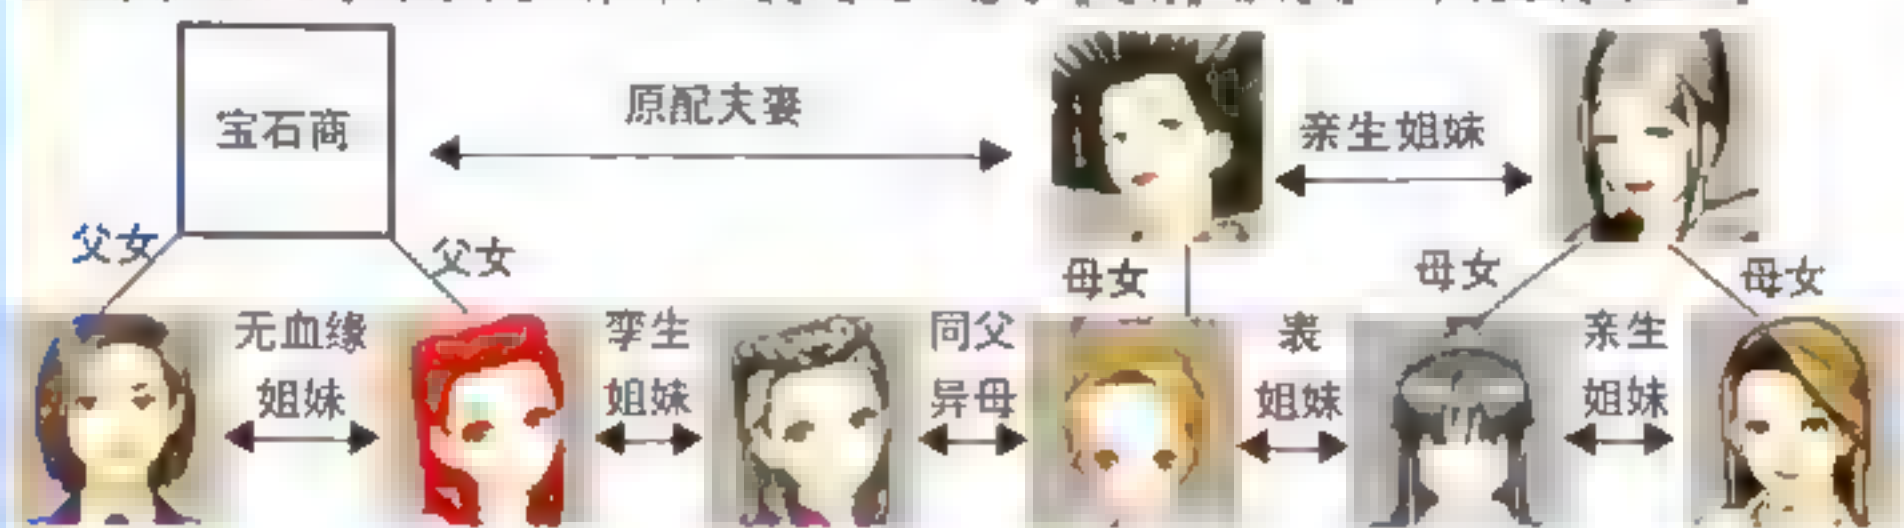 宝石商
原配夫妻
亲生姐妹
父女
父女
母女
母女
母女
无血缘
姐妹
孪生
姐妹
同父
异母
表
姐妹
亲生
姐妹